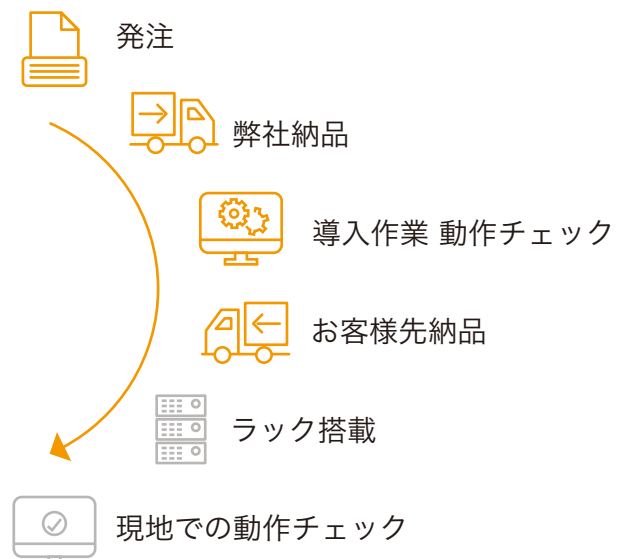 発注
弊社納品
導入作業 動作チェック
お客様先納品
ラック搭載
現地での動作チェック